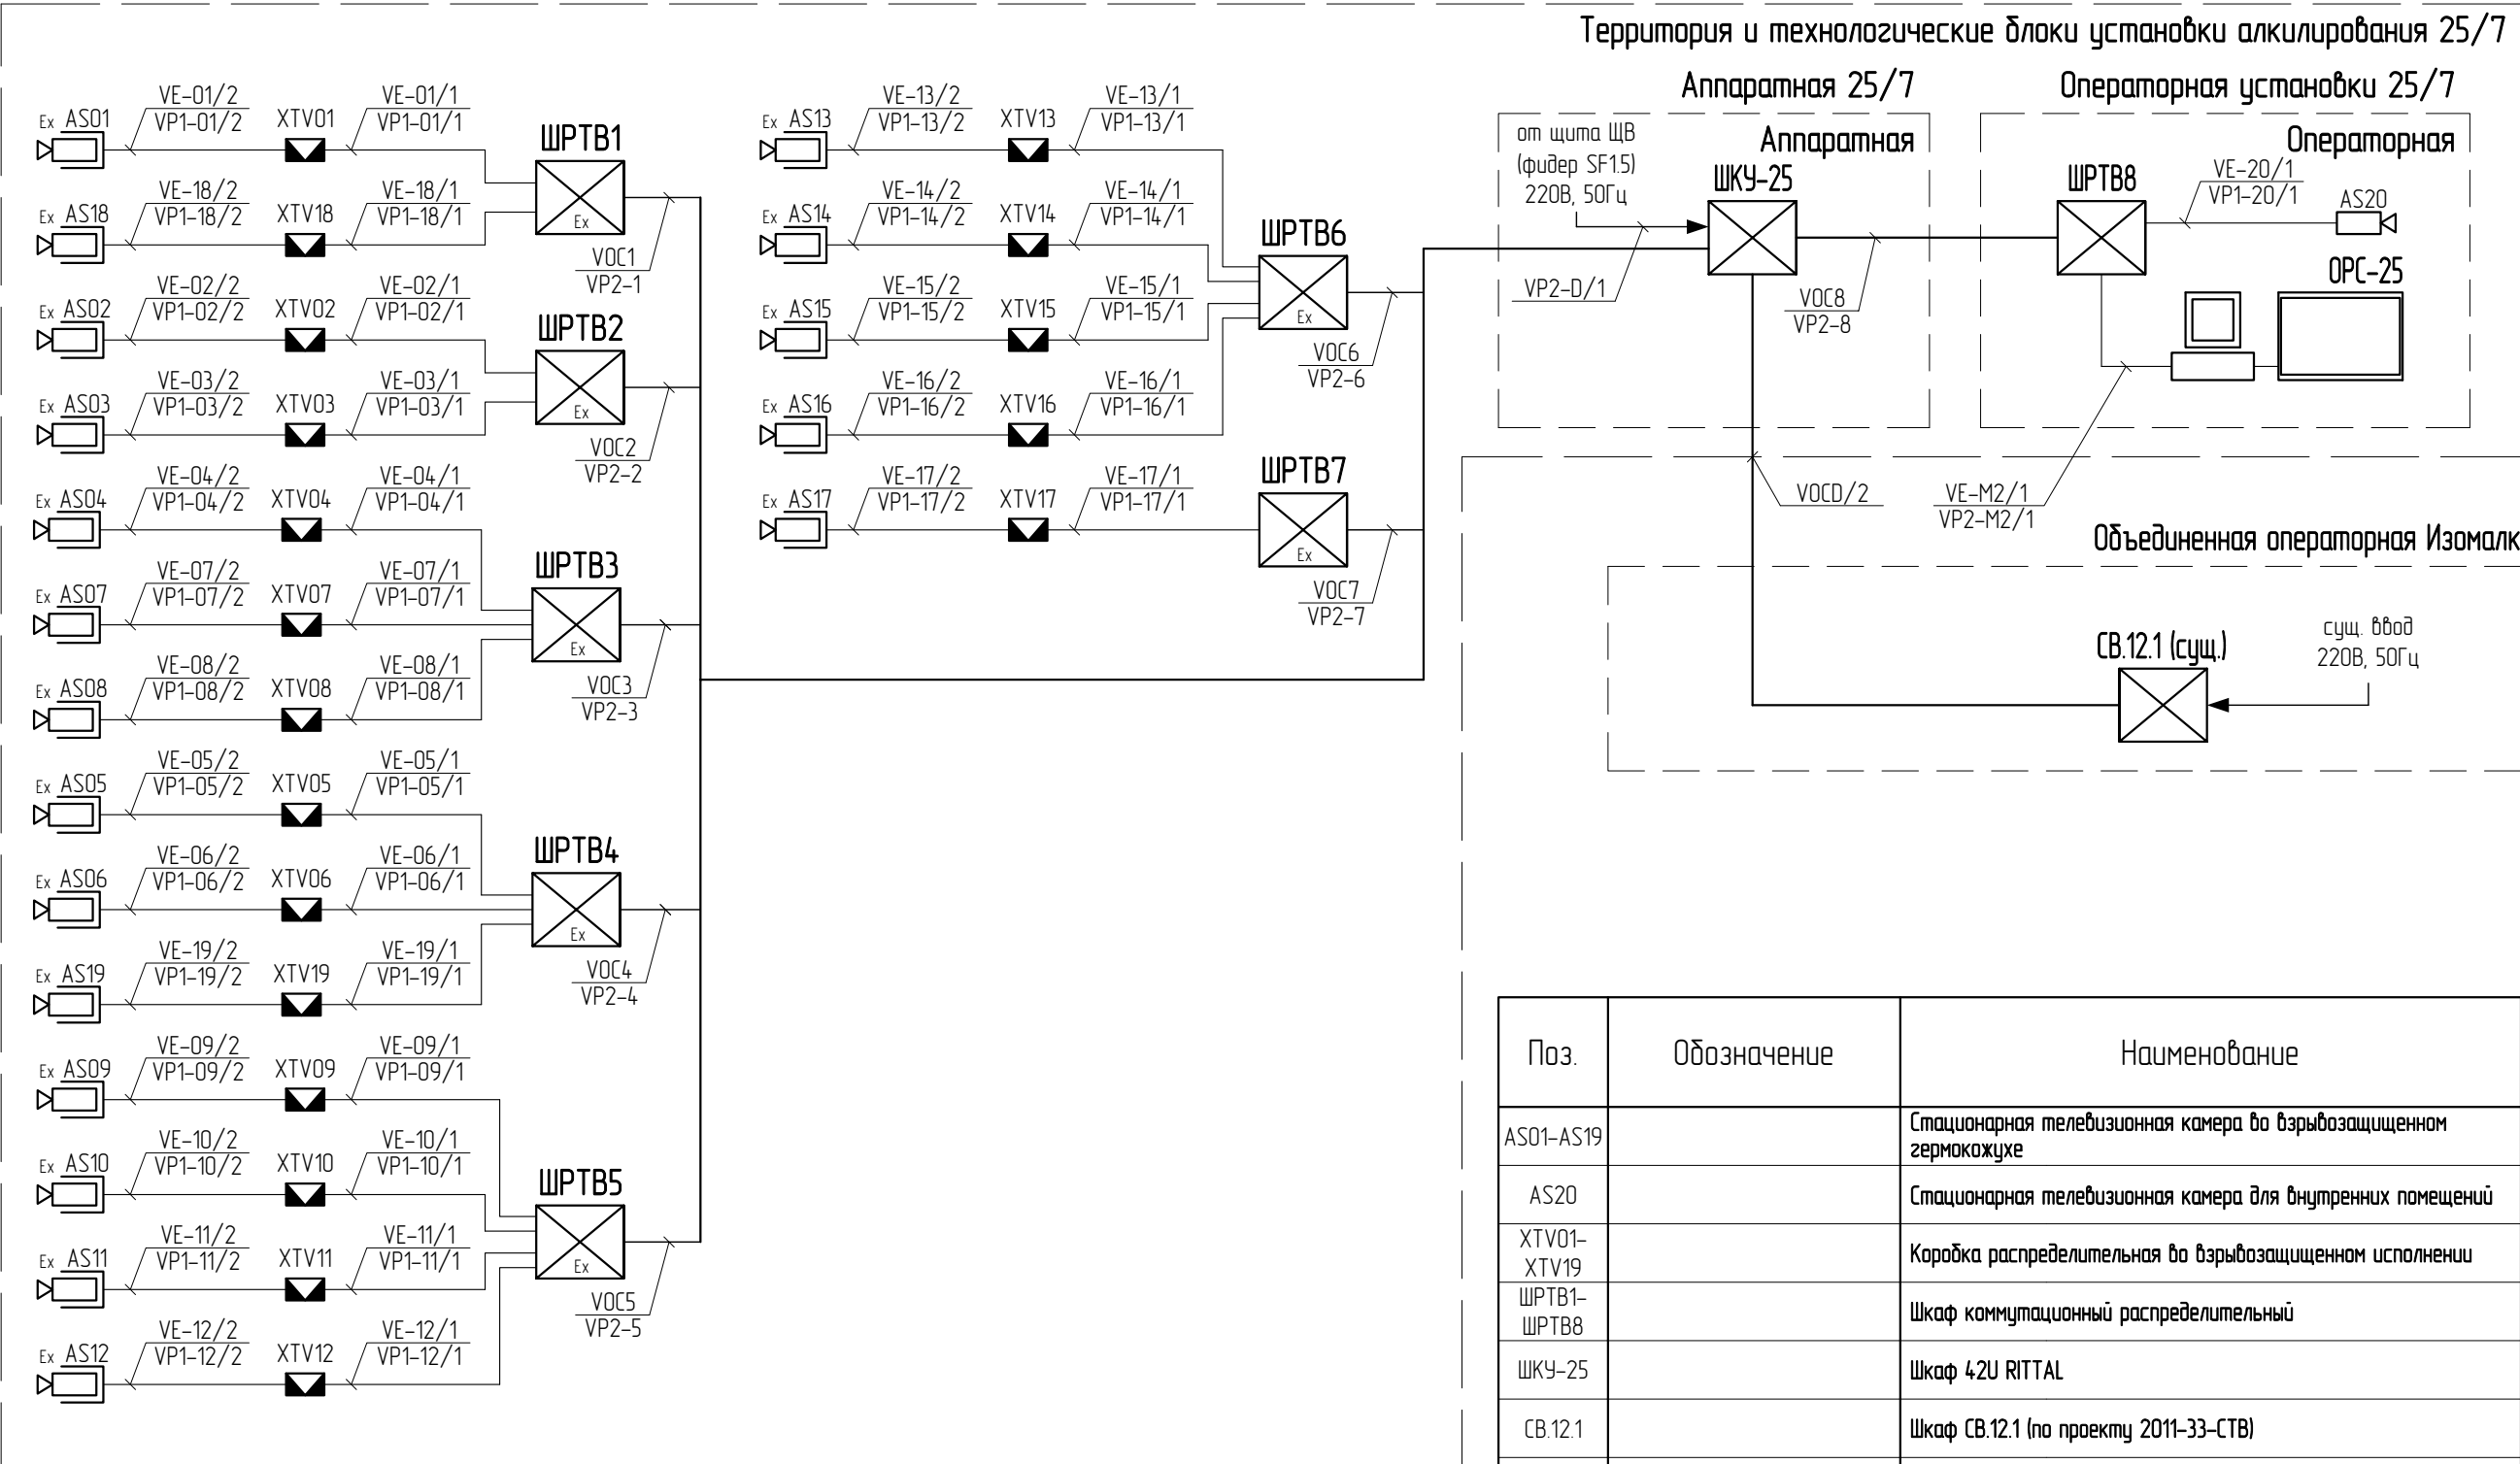 Территория и технологические блоки установки алкилирования 25/7
Аппаратная 25/7
Операторная установки 25/7
VE-01/2
VP1-01/2
VE-01/1
VP1-01/1
Ex AS01
XTV01
ШРТВ1
VE-18/2
VP1-18/2
VE-18/1
VP1-18/1
Ex AS18
XTV18
Ex
VOC1
VP2-1
VE-02/2
VP1-02/2
VE-02/1
VP1-02/1
Ex AS02
XTV02
ШРТВ2
VE-03/2
VP1-03/2
VE-03/1
VP1-03/1
Ex AS03
XTV03
Ex
VOC2
VP2-2
VE-04/2
VP1-04/2
VE-04/1
VP1-04/1
Ex AS04
XTV04
ШРТВ3
VE-07/2
VP1-07/2
VE-07/1
VP1-07/1
Ex AS07
XTV07
Ex
VE-08/2
VP1-08/2
VE-08/1
VP1-08/1
Ex AS08
XTV08
VOC3
VP2-3
VE-05/2
VP1-05/2
VE-05/1
VP1-05/1
Ex AS05
XTV05
ШРТВ4
VE-06/2
VP1-06/2
VE-06/1
VP1-06/1
Ex AS06
XTV06
Ex
VE-19/2
VP1-19/2
VE-19/1
VP1-19/1
Ex AS19
XTV19
VOC4
VP2-4
VE-09/2
VP1-09/2
VE-09/1
VP1-09/1
Ex AS09
XTV09
VE-10/2
VP1-10/2
VE-10/1
VP1-10/1
Ex AS10
XTV10
ШРТВ5
VE-11/2
VP1-11/2
VE-11/1
VP1-11/1
Ex AS11
XTV11
Ex
VOC5
VP2-5
VE-12/2
VP1-12/2
VE-12/1
VP1-12/1
Ex AS12
XTV12
VE-13/2
VP1-13/2
VE-13/1
VP1-13/1
Ex AS13
XTV13
VE-14/2
VP1-14/2
VE-14/1
VP1-14/1
Ex AS14
XTV14
ШРТВ6
VE-15/2
VP1-15/2
VE-15/1
VP1-15/1
Ex AS15
XTV15
Ex
VOC6
VP2-6
VE-16/2
VP1-16/2
VE-16/1
VP1-16/1
Ex AS16
XTV16
ШРТВ7
VE-17/2
VP1-17/2
VE-17/1
VP1-17/1
Ex AS17
XTV17
Ex
VOC7
VP2-7
от щита ЩВ
(фидер SF1.5)
220В, 50Гц
Аппаратная
ШКУ-25
VP2-D/1
VOC8
VP2-8
Операторная
ШРТВ8
VE-20/1
VP1-20/1
AS20
ОРС-25
VOCD/2
VE-M2/1
VP2-M2/1
Объединенная операторная Изомалк
СВ.12.1 (сущ.)
сущ. ввод
220В, 50Гц
Поз. Обозначение Наименование
AS01-AS19 Стационарная телевизионная камера во взрывозащищенном
гермокожухе
AS20 Стационарная телевизионная камера для внутренних помещений
XTV01-
XTV19 Коробка распределительная во взрывозащищенном исполнении
ШРТВ1-
ШРТВ8 Шкаф коммутационный распределительный
ШКУ-25 Шкаф 42U RITTAL
СВ.12.1 Шкаф СВ.12.1 (по проекту 2011-33-СТВ)